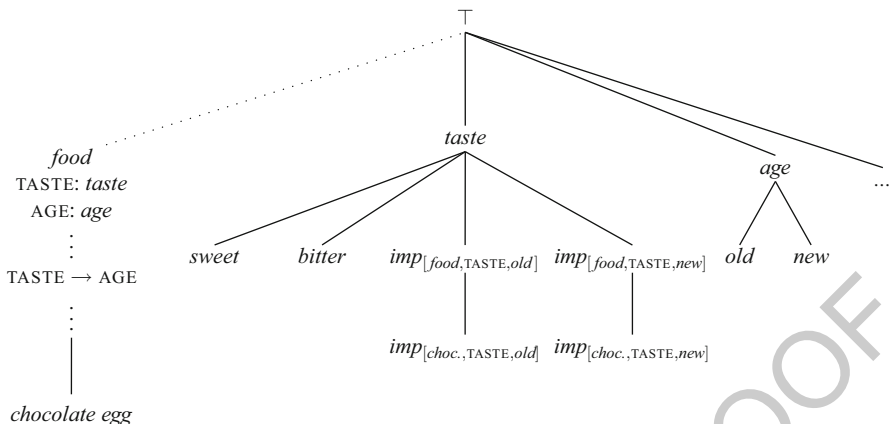 ⊤
taste
food
TASTE: taste
AGE: age
age
...
⋮
sweet bitter imp[food,TASTE,old] imp[food,TASTE,new] old new
TASTE → AGE
⋮
imp[choc.,TASTE,old] imp[choc.,TASTE,new]
chocolate egg
OOF